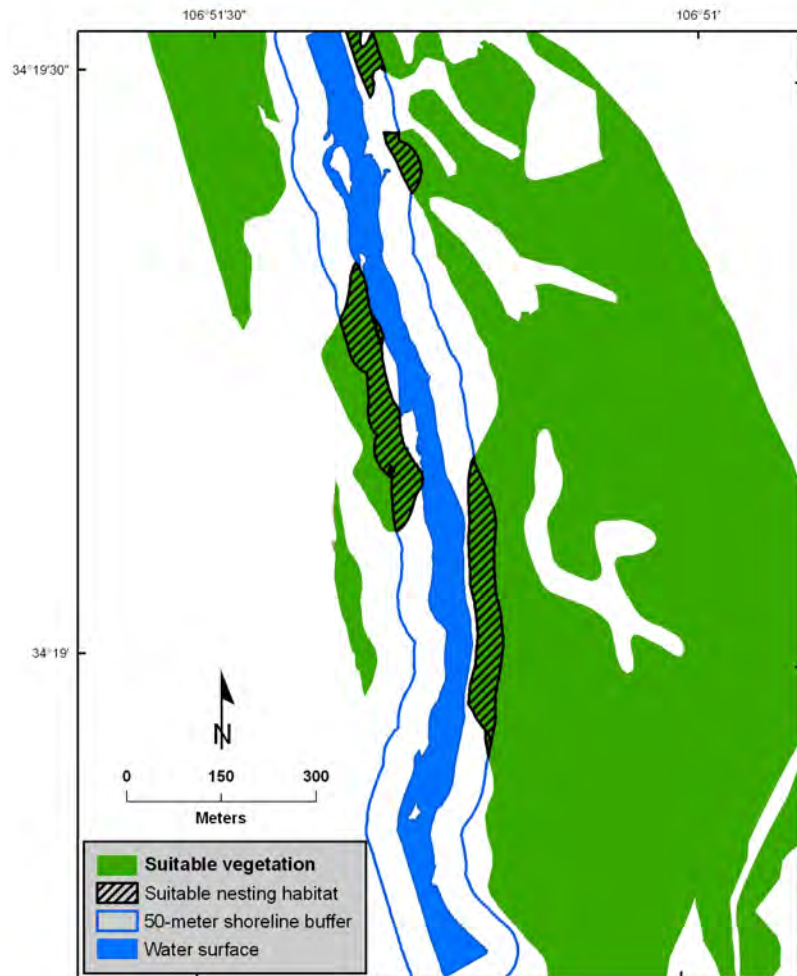 106°51'30"
106°51'
34°19'30"
34°19'
N
0 150 300
Meters
Suitable vegetation
Suitable nesting habitat
50-meter shoreline buffer
Water surface